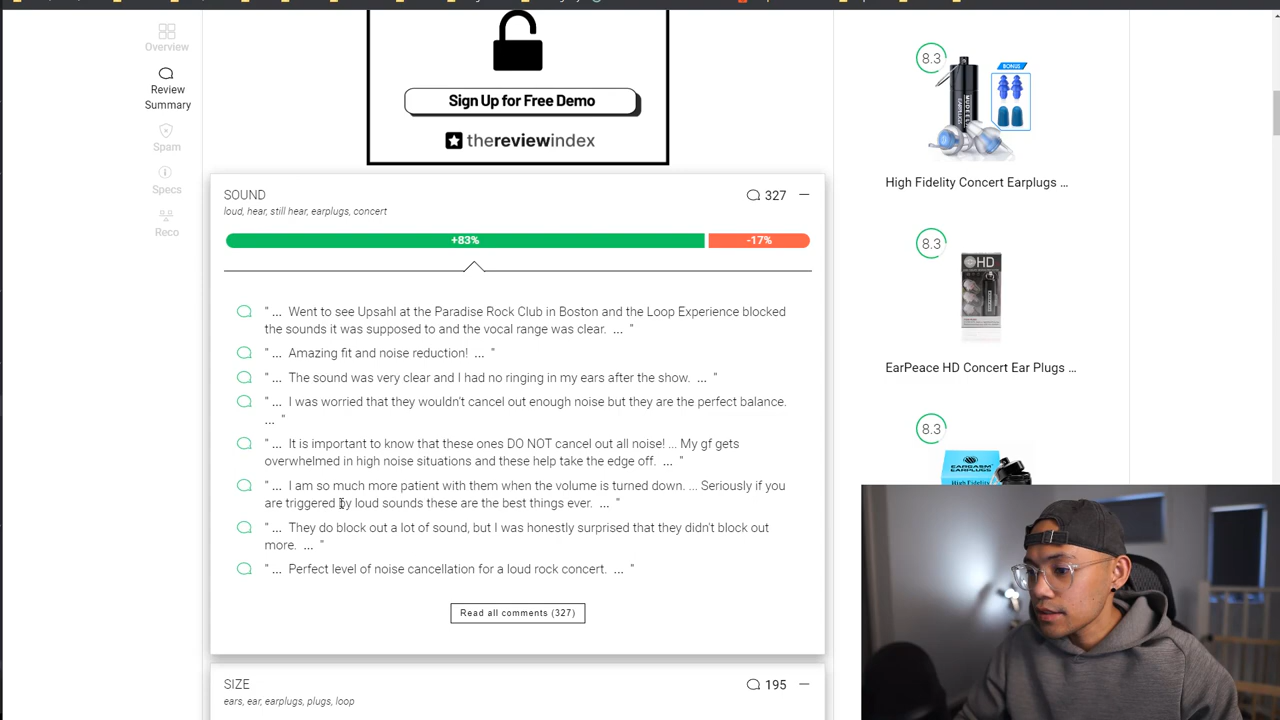 Overview
Review
Summary
Spam
Specs
Reco
Sign Up for Free Demo
thereviewindex
SOUND
327
loud, hear, still hear, earplugs, concert
+83%
-17%
" ... Went to see Upsahl at the Paradise Rock Club in Boston and the Loop Experience blocked
the sounds it was supposed to and the vocal range was clear. ... "
" ... Amazing fit and noise reduction! ... "
" ... The sound was very clear and I had no ringing in my ears after the show. ... "
" ... I was worried that they wouldn't cancel out enough noise but they are the perfect balance.
... "
" ... It is important to know that these ones DO NOT cancel out all noise! ... My gf gets
overwhelmed in high noise situations and these help take the edge off. ... "
" ... I am so much more patient with them when the volume is turned down. ... Seriously if you
are triggered by loud sounds these are the best things ever. ... "
" ... They do block out a lot of sound, but I was honestly surprised that they didn't block out
more. ... "
" ... Perfect level of noise cancellation for a loud rock concert. ... "
Read all comments (327)
SIZE
195
ears, ear, earplugs, plugs, loop
8.3
BONUS
High Fidelity Concert Earplugs ...
8.3
HD
EarPeace HD Concert Ear Plugs ...
8.3
EARGASM
EARPLUGS
High Fidelity